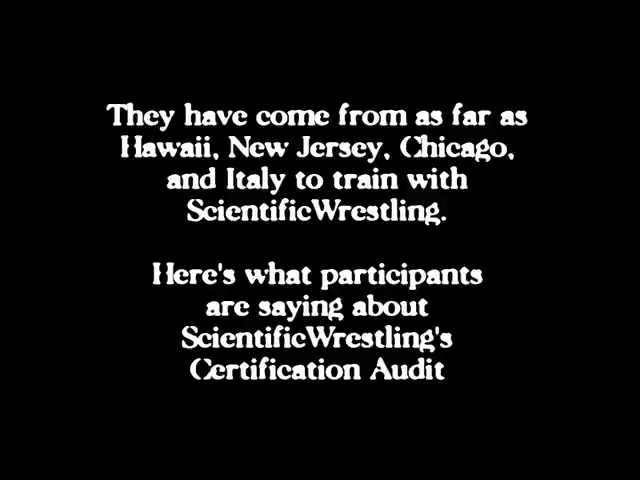 They have come from as far as
Hawaii, New Jersey, Chicago,
and Italy to train with
ScientificWrestling.
Here's what participants
are saying about
ScientificWrestling's
Certification Audit